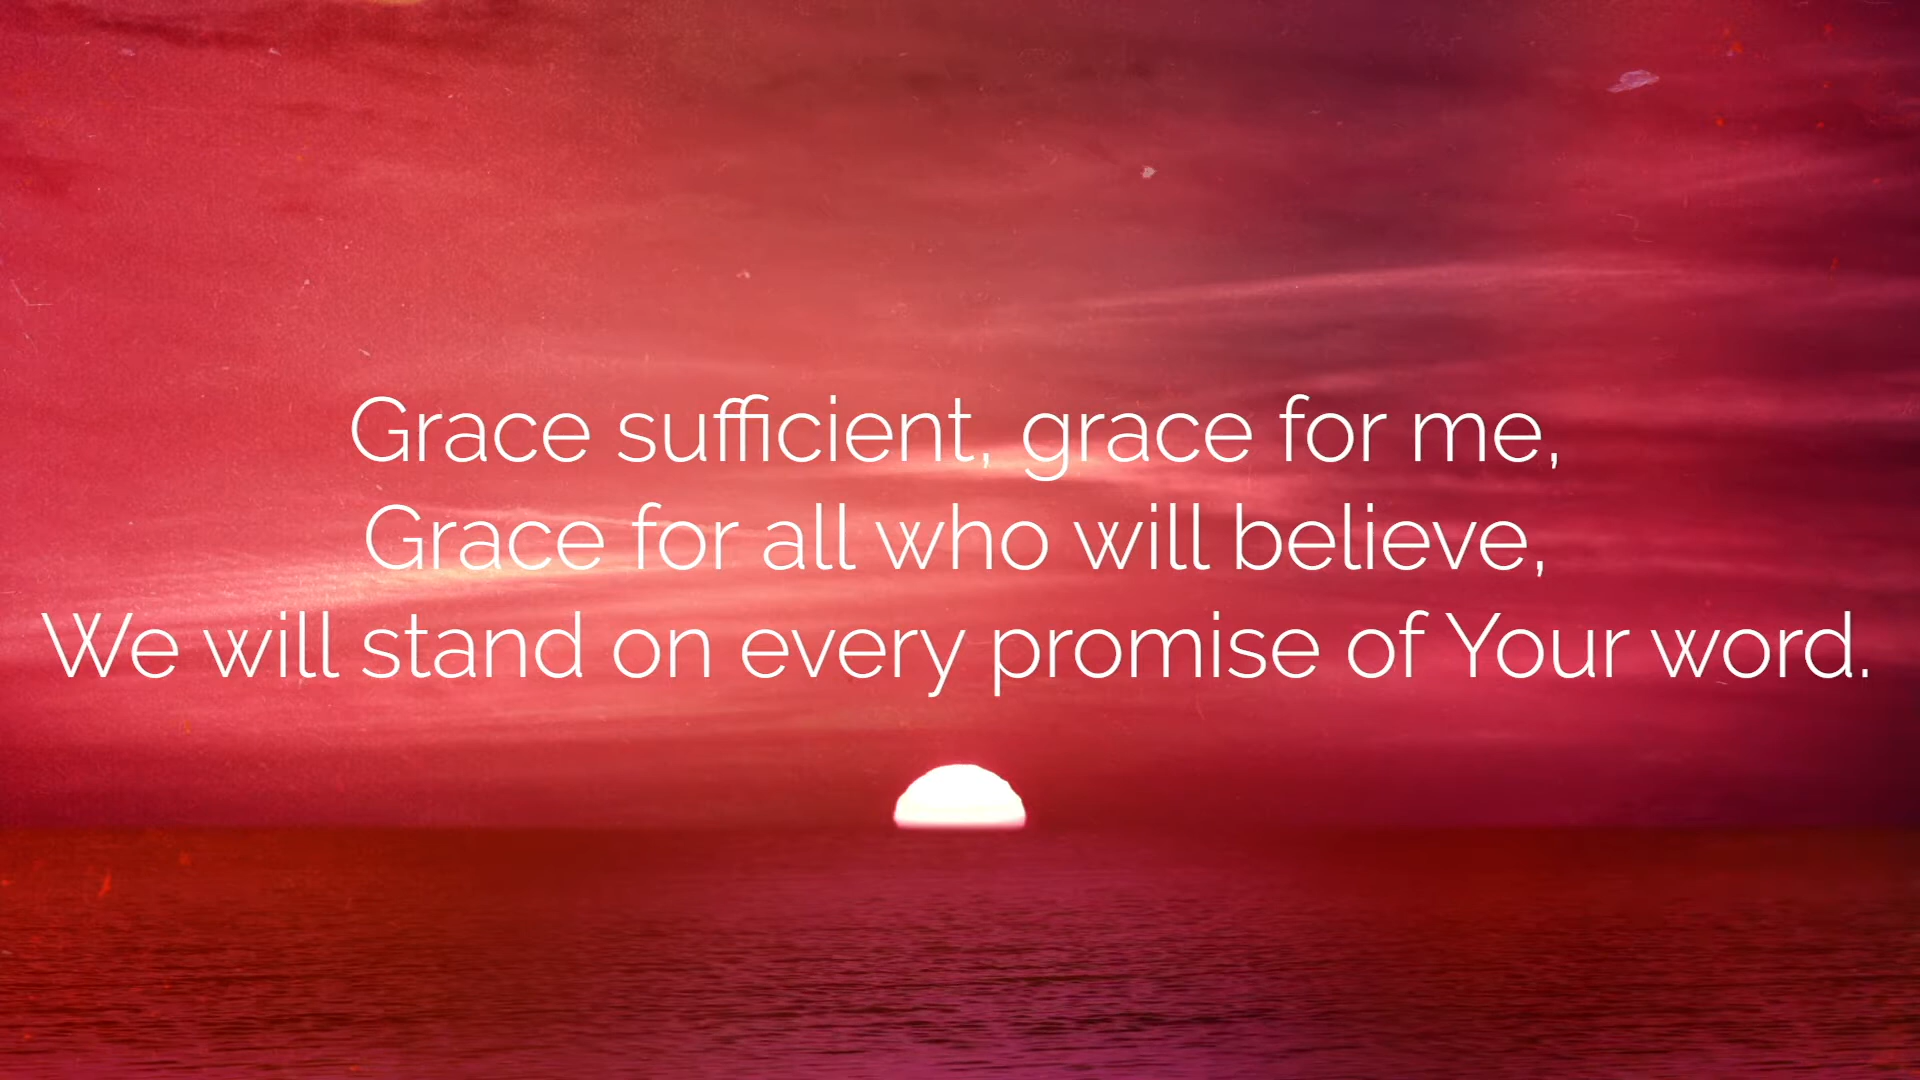 Grace sufficient, grace for me,
Grace for all who will believe,
We will stand on every promise of Your word.